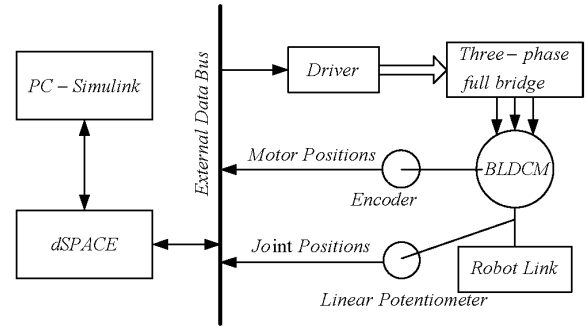 PC - Simulink
dSPACE
External Data Bus
Driver
Three - phase
full bridge
Motor Positions
Encoder
BLDCM
Joint Positions
Linear Potentiometer
Robot Link